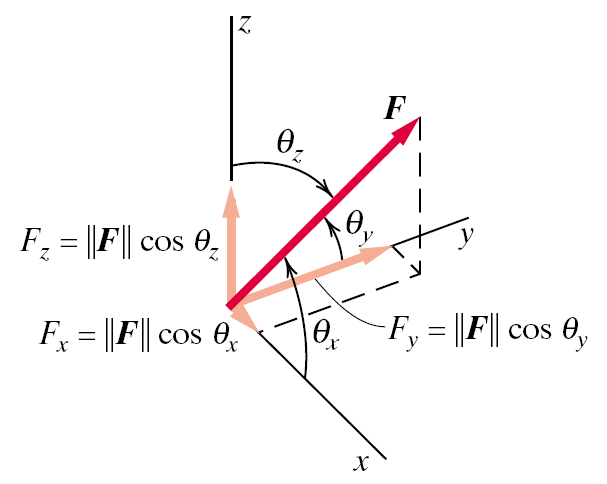 z
F
θz
θy
y
Fz = ||F|| cos θz
Fx = ||F|| cos θx
θx
Fy = ||F|| cos θy
x